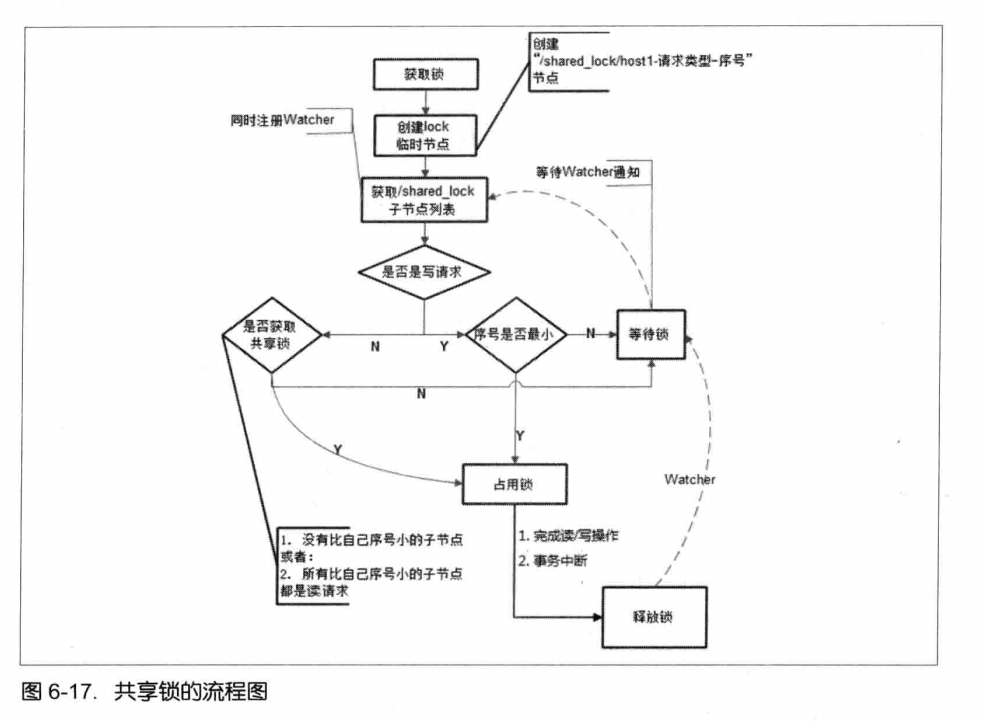 创建
“/shared_lock/host1-请求类型-序号”
节点
获取锁
同时注册Watcher
创建lock
临时节点
等待Watcher通知
获取/shared_lock
子节点列表
是否是写请求
是否获取
共享锁
N
Y
序号是否最小
N
等待锁
N
Y
Y
Watcher
占用锁
1. 完成读/写操作
2. 事务中断
1. 没有比自己序号小的子节点
或者:
2. 所有比自己序号小的子节点
都是读请求
释放锁
图 6-17. 共享锁的流程图